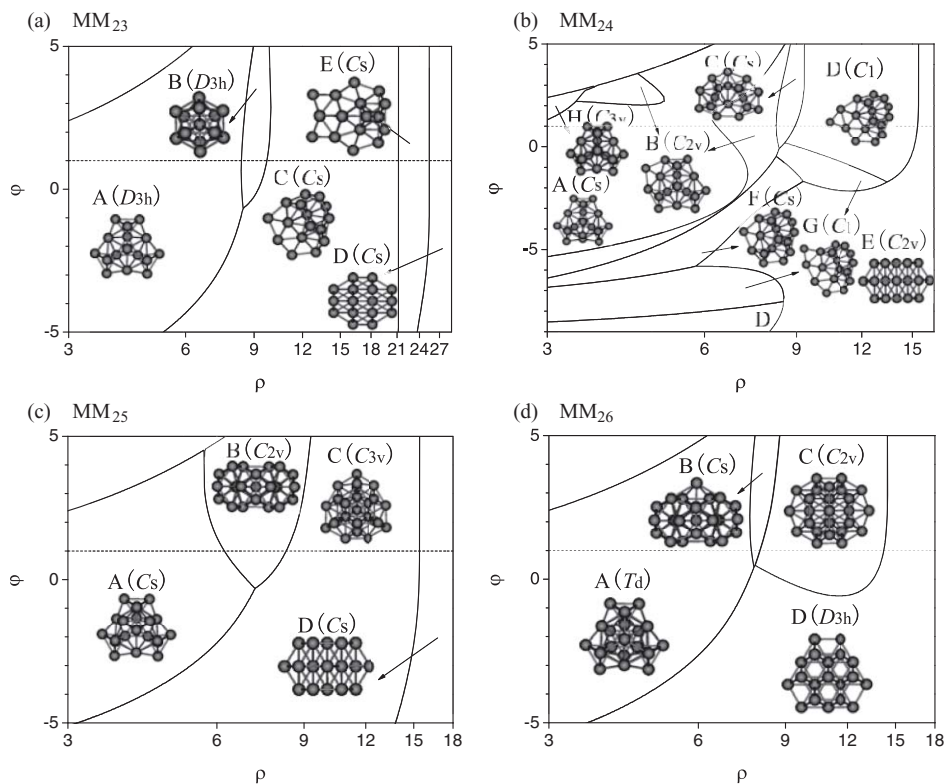 (a) MM23
5
0
-5
φ
B (D3h)
E (Cs)
A (D3h)
C (Cs)
D (Cs)
3 6 9 12 15 18 21 24 27
ρ
(b) MM24
5
0
-5
φ
C (Cs)
D (C1)
H (C3v)
B (C2v)
A (Cs)
F (Cs)
G (C1)
E (C2v)
D
3 6 9 12 15
ρ
(c) MM25
5
0
-5
φ
B (C2v)
C (C3v)
A (Cs)
D (Cs)
3 6 9 12 15 18
ρ
(d) MM26
5
0
-5
φ
B (Cs)
C (C2v)
A (Td)
D (D3h)
3 6 9 12 15 18
ρ